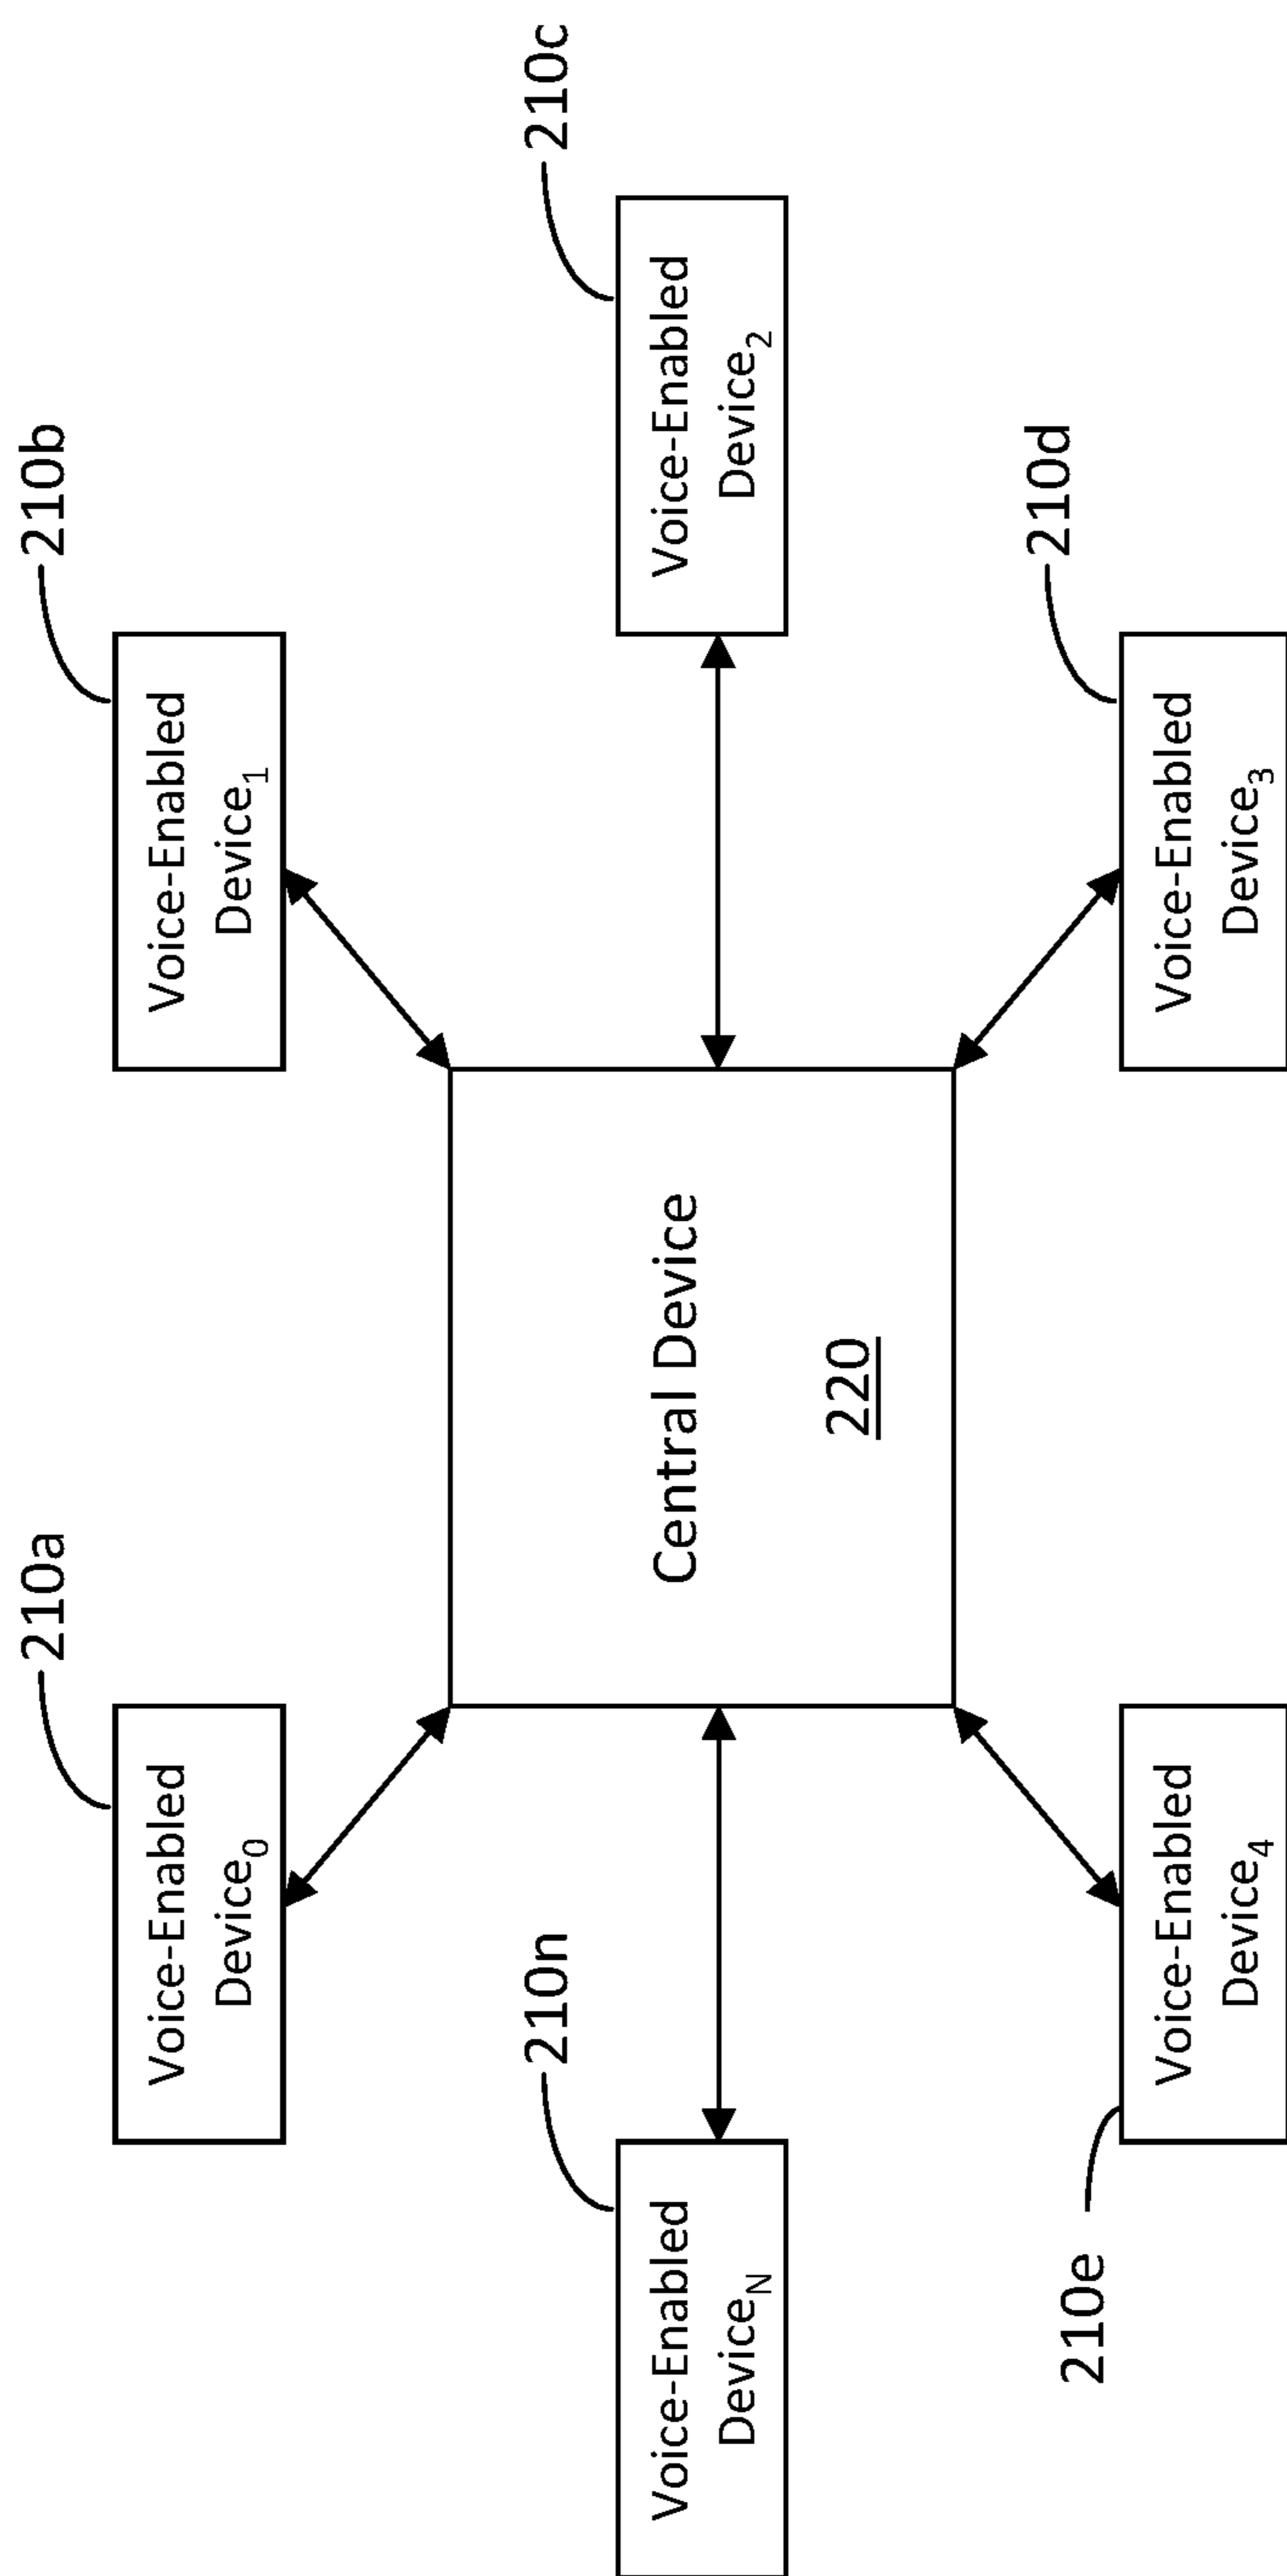 210a
Voice-Enabled
Device₀
210b
Voice-Enabled
Device₁
210n
Voice-Enabled
Device_N
Central Device
220
210c
Voice-Enabled
Device₂
210e
Voice-Enabled
Device₄
210d
Voice-Enabled
Device₃